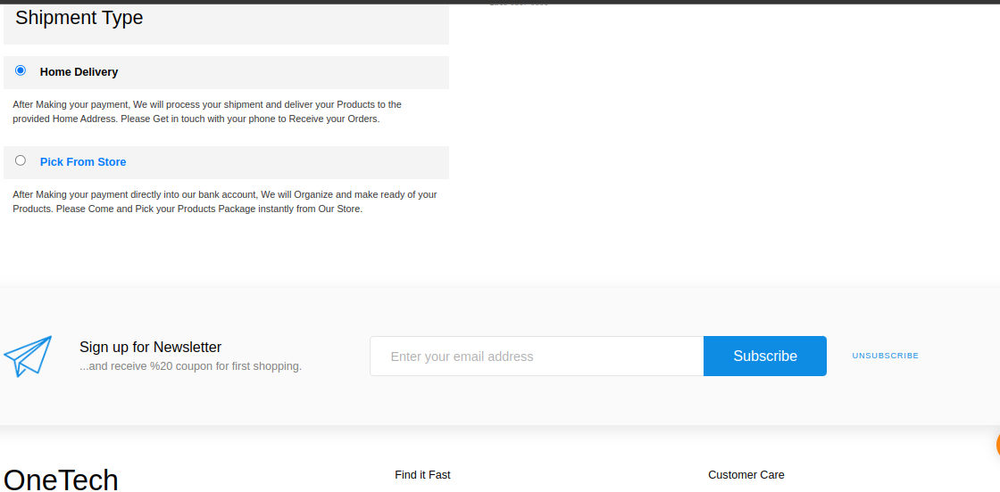 Shipment Type
Home Delivery
After Making your payment, We will process your shipment and deliver your Products to the
provided Home Address. Please Get in touch with your phone to Receive your Orders.
Pick From Store
After Making your payment directly into our bank account, We will Organize and make ready of your
Products. Please Come and Pick your Products Package instantly from Our Store.
Sign up for Newsletter
...and receive %20 coupon for first shopping.
Enter your email address
Subscribe
UNSUBSCRIBE
OneTech
Find it Fast
Customer Care